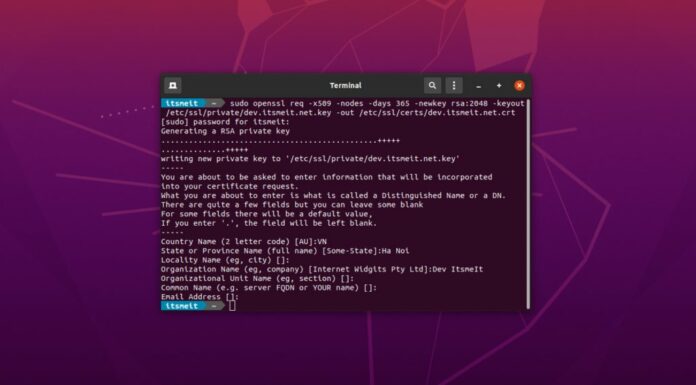 Terminal
itsmeit ~ sudo openssl req -x509 -nodes -days 365 -newkey rsa:2048 -keyout
/etc/ssl/private/dev.itsmeit.net.key -out /etc/ssl/certs/dev.itsmeit.net.crt
[sudo] password for itsmeit:
Generating a RSA private key
................................................+++++
..............+++++
writing new private key to '/etc/ssl/private/dev.itsmeit.net.key'
-----
You are about to be asked to enter information that will be incorporated
into your certificate request.
What you are about to enter is what is called a Distinguished Name or a DN.
There are quite a few fields but you can leave some blank
For some fields there will be a default value,
If you enter '.', the field will be left blank.
-----
Country Name (2 letter code) [AU]:VN
State or Province Name (full name) [Some-State]:Ha Noi
Locality Name (eg, city) []:
Organization Name (eg, company) [Internet Widgits Pty Ltd]:Dev ItsmeIt
Organizational Unit Name (eg, section) []:
Common Name (e.g. server FQDN or YOUR name) []:
Email Address []:
itsmeit ~